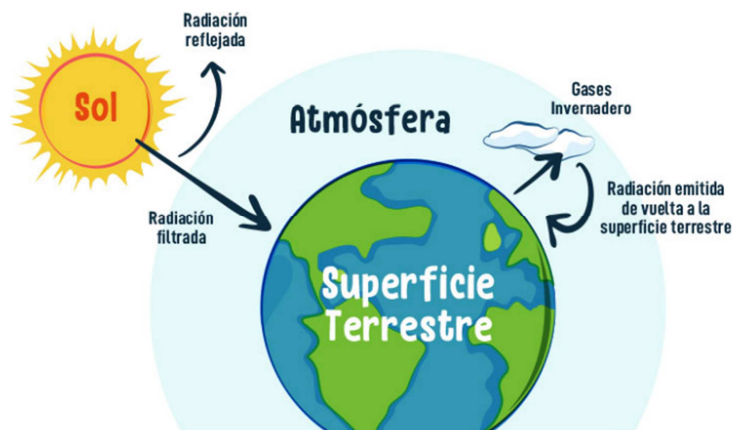 Radiación
reflejada
Sol
Atmósfera
Gases
Invernadero
Radiación
filtrada
Radiación emitida
de vuelta a la
superficie terrestre
Superficie
Terrestre